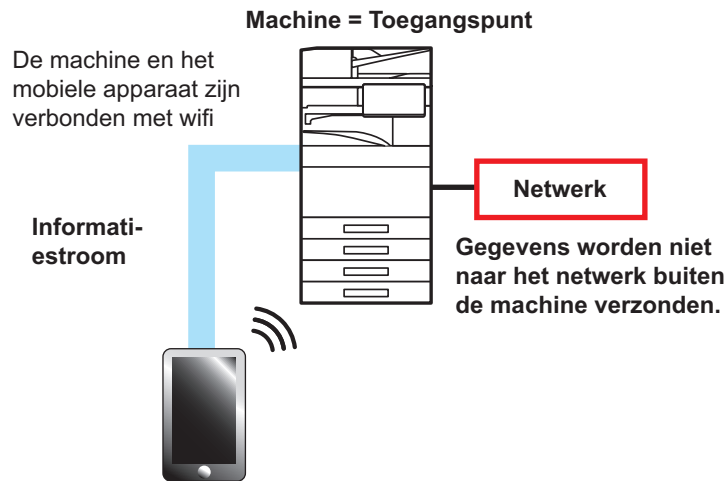 Machine = Toegangspunt
De machine en het
mobiele apparaat zijn
verbonden met wifi
Informati-
estroom
Netwerk
Gegevens worden niet
naar het netwerk buiten
de machine verzonden.